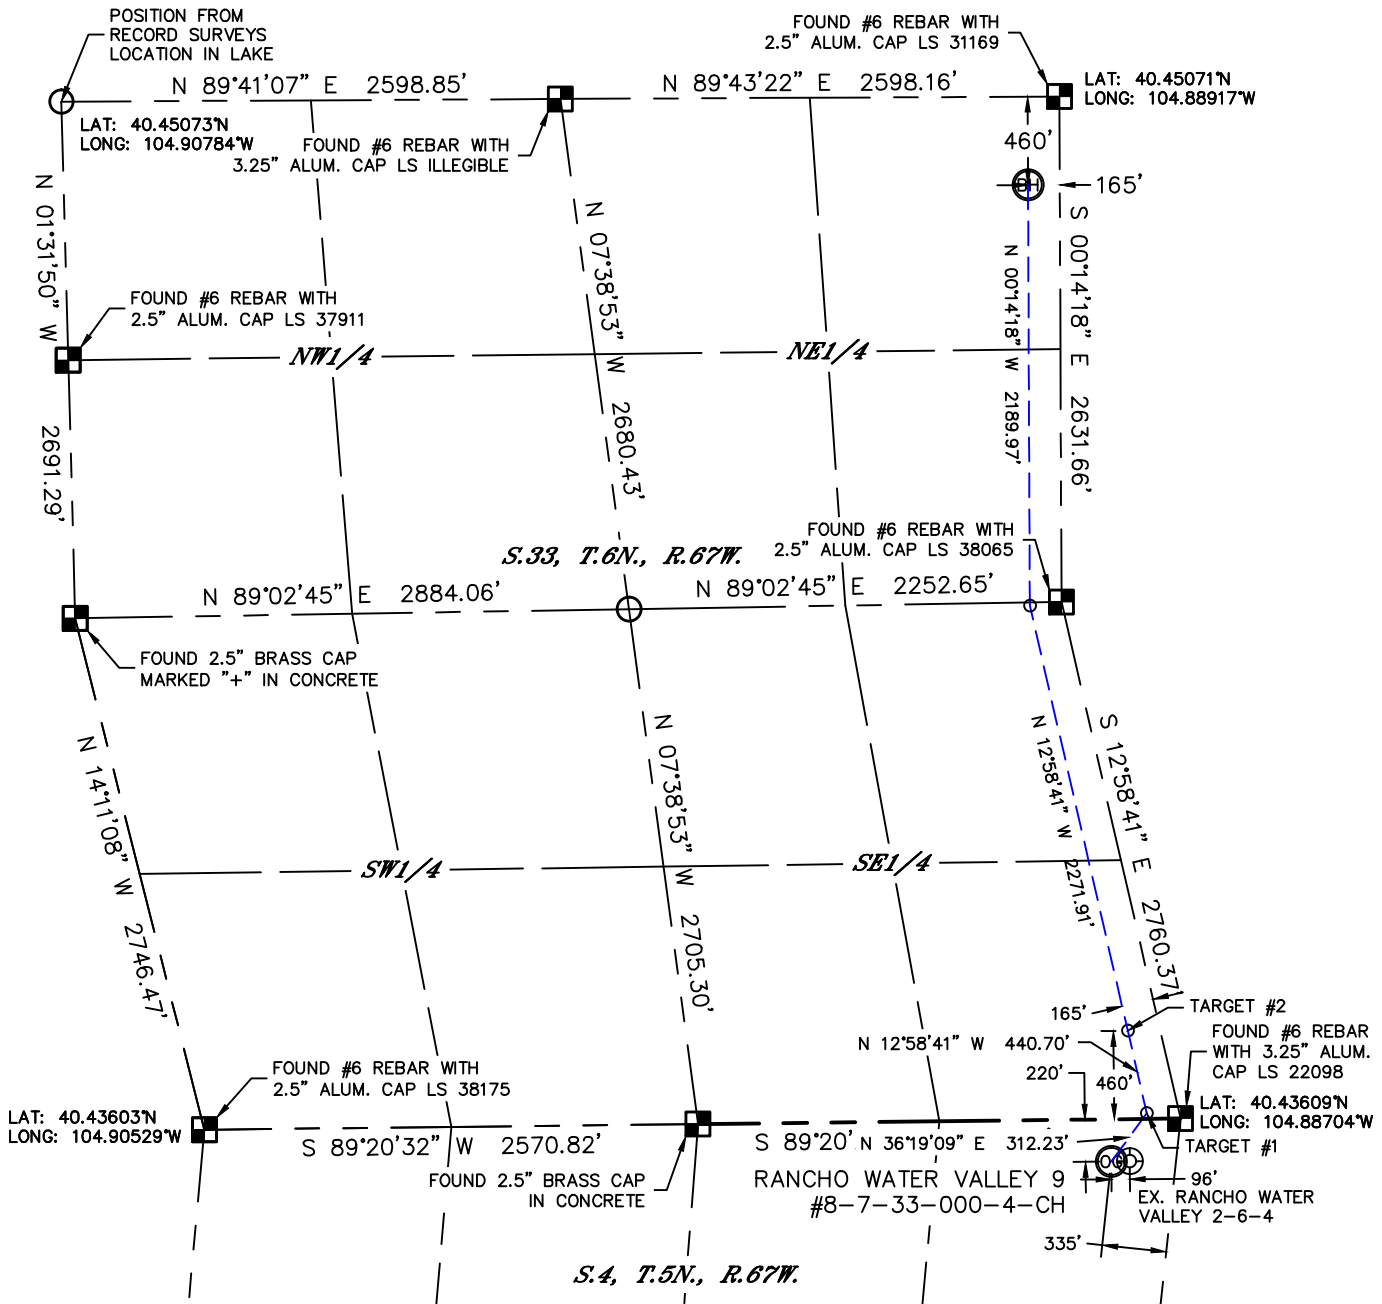 POSITION FROM
RECORD SURVEYS
LOCATION IN LAKE
FOUND #6 REBAR WITH
2.5" ALUM. CAP LS 31169
N 89°41'07" E 2598.85'
N 89°43'22" E 2598.16'
LAT: 40.45071°N
LONG: 104.88917°W
LAT: 40.45073°N
LONG: 104.90784°W
FOUND #6 REBAR WITH
3.25" ALUM. CAP LS ILLEGIBLE
460'
BH
165'
N 01°31'50" W
2691.29'
N 07°38'53" W 2680.43'
N 00°14'18" W 2189.97'
S 00°14'18" E 2631.66'
FOUND #6 REBAR WITH
2.5" ALUM. CAP LS 37911
NW1/4
NE1/4
FOUND #6 REBAR WITH
2.5" ALUM. CAP LS 38065
S.33, T.6N., R.67W.
N 89°02'45" E 2884.06'
N 89°02'45" E 2252.65'
FOUND 2.5" BRASS CAP
MARKED "+" IN CONCRETE
N 14°11'08" W 2746.47'
N 07°38'53" W 2705.30'
N 12°58'41" W 2271.91'
S 12°58'41" E 2760.37'
SW1/4
SE1/4
165'
TARGET #2
N 12°58'41" W 440.70'
220'
460'
FOUND #6 REBAR
WITH 3.25" ALUM.
CAP LS 22098
FOUND #6 REBAR WITH
2.5" ALUM. CAP LS 38175
LAT: 40.43603°N
LONG: 104.90529°W
LAT: 40.43609°N
LONG: 104.88704°W
S 89°20'32" W 2570.82'
S 89°20'
N 36°19'09" E 312.23'
TARGET #1
FOUND 2.5" BRASS CAP
IN CONCRETE
RANCHO WATER VALLEY 9
#8-7-33-000-4-CH
96'
EX. RANCHO WATER
VALLEY 2-6-4
335'
S.4, T.5N., R.67W.